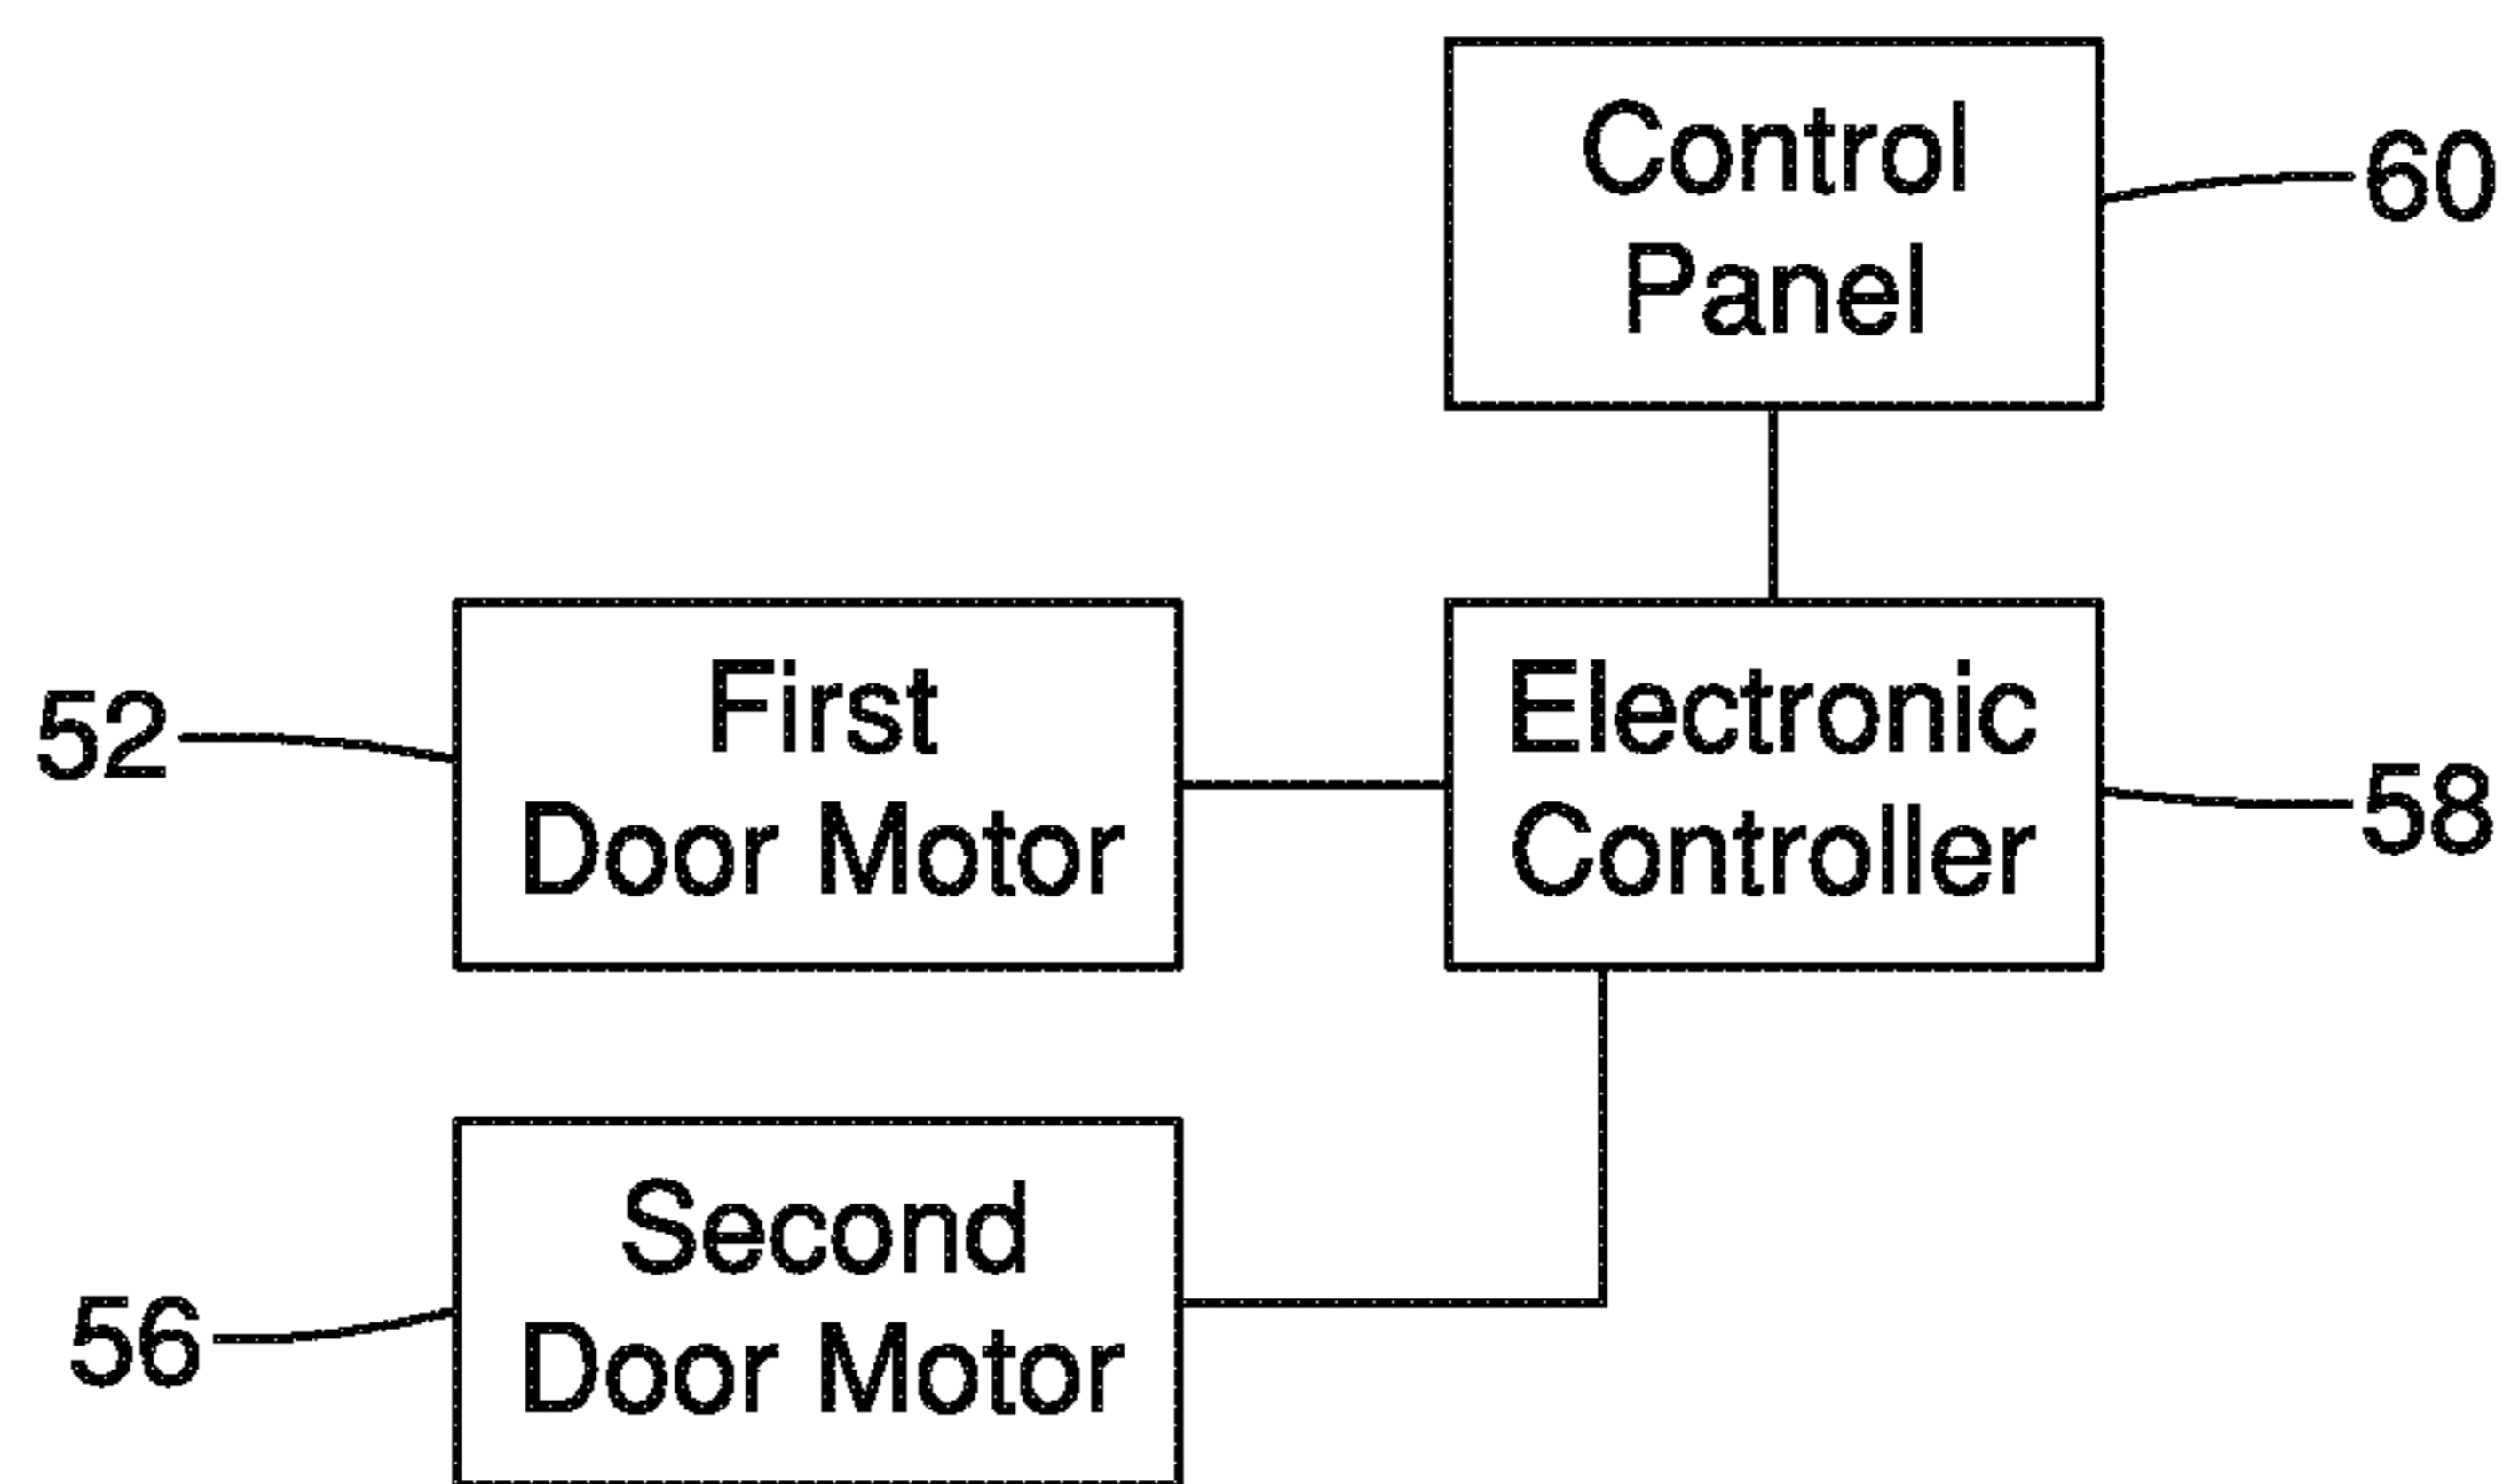 Control
Panel
60
First
Door Motor
52
Electronic
Controller
58
Second
Door Motor
56